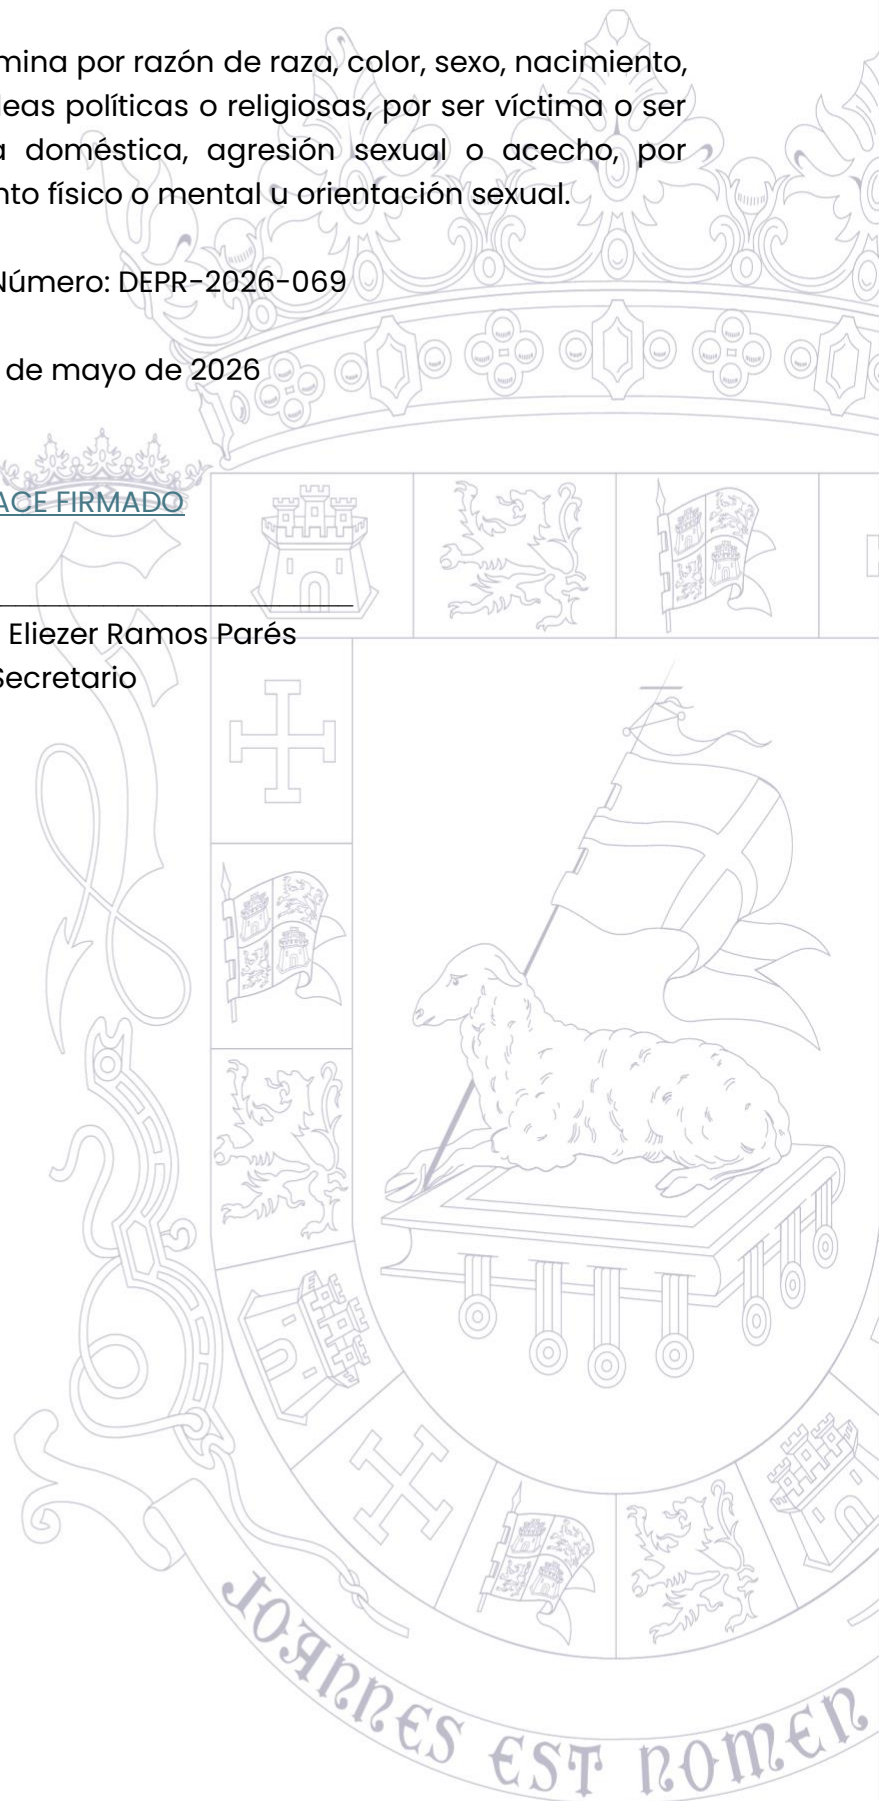 mina por razón de raza, color, sexo, nacimiento,
deas políticas o religiosas, por ser víctima o ser
a doméstica, agresión sexual o acecho, por
nto físico o mental u orientación sexual.
Número: DEPR-2026-069
de mayo de 2026
ACE FIRMADO
Eliezer Ramos Parés
Secretario
JOANNES EST NOMEN